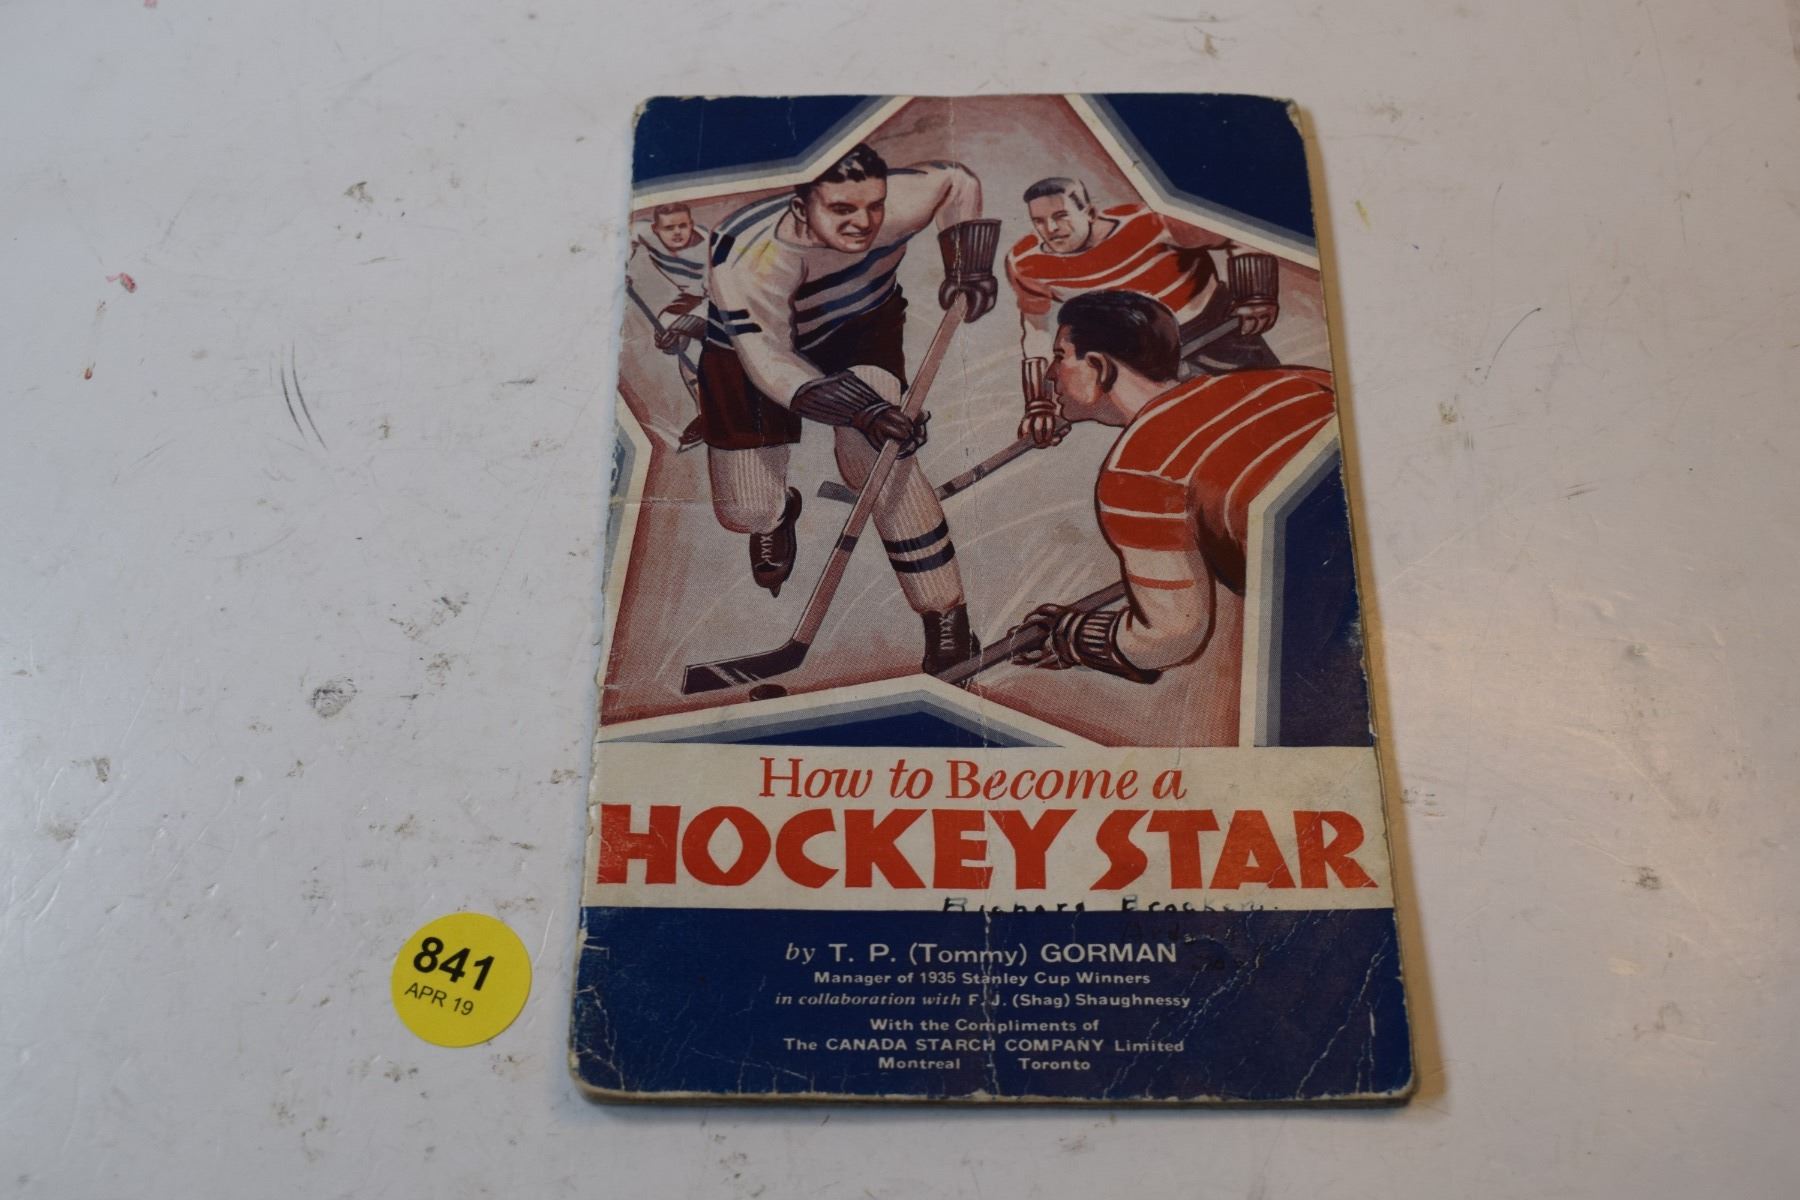 How to Become a
HOCKEY STAR
by T. P. (Tommy) GORMAN
Manager of 1935 Stanley Cup Winners
in collaboration with F. J. (Shag) Shaughnessy
With the Compliments of
The CANADA STARCH COMPANY Limited
Montreal - Toronto
841
APR 19